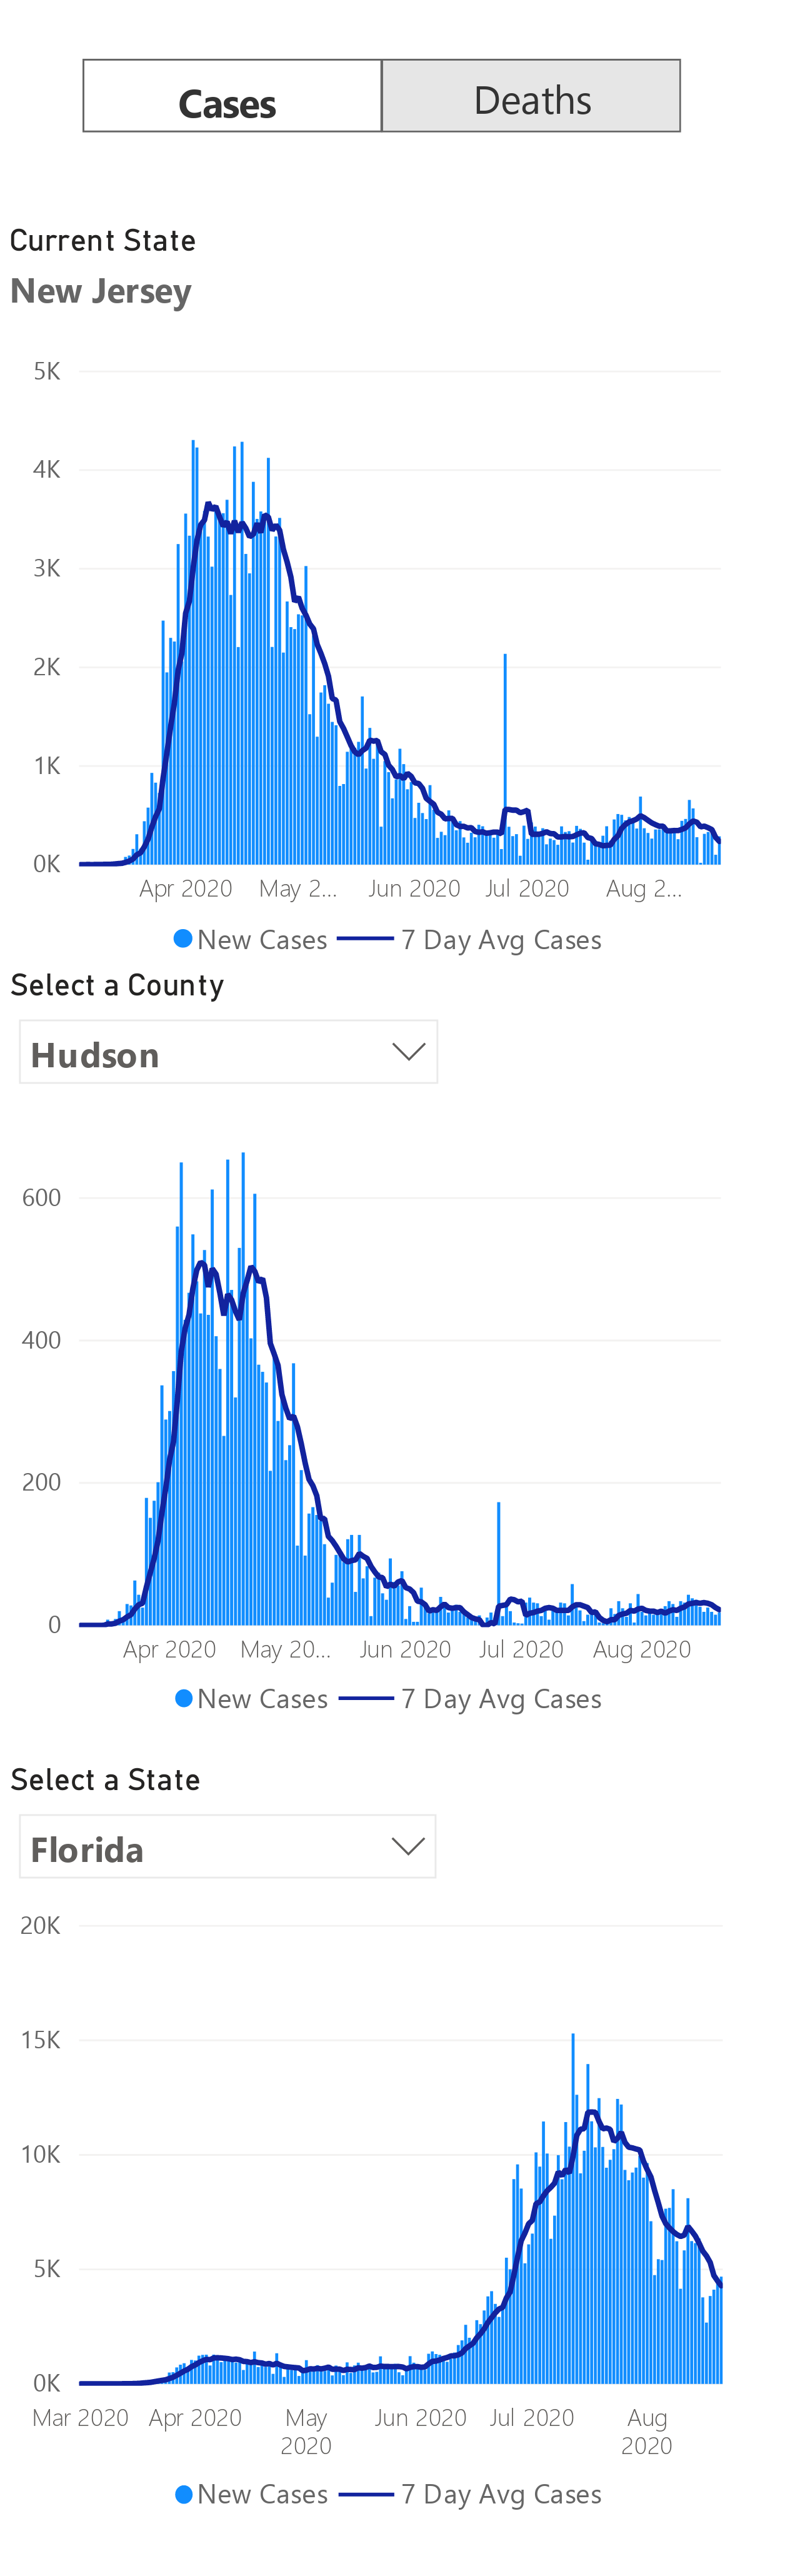 Cases Deaths
Current State
New Jersey
5K
4K
3K
2K
1K
0K
Apr 2020 May 2... Jun 2020 Jul 2020 Aug 2...
New Cases 7 Day Avg Cases
Select a County
Hudson
600
400
200
0
Apr 2020 May 20... Jun 2020 Jul 2020 Aug 2020
New Cases 7 Day Avg Cases
Select a State
Florida
20K
15K
10K
5K
0K
Mar 2020 Apr 2020 May Jun 2020 Jul 2020 Aug
2020 2020
New Cases 7 Day Avg Cases